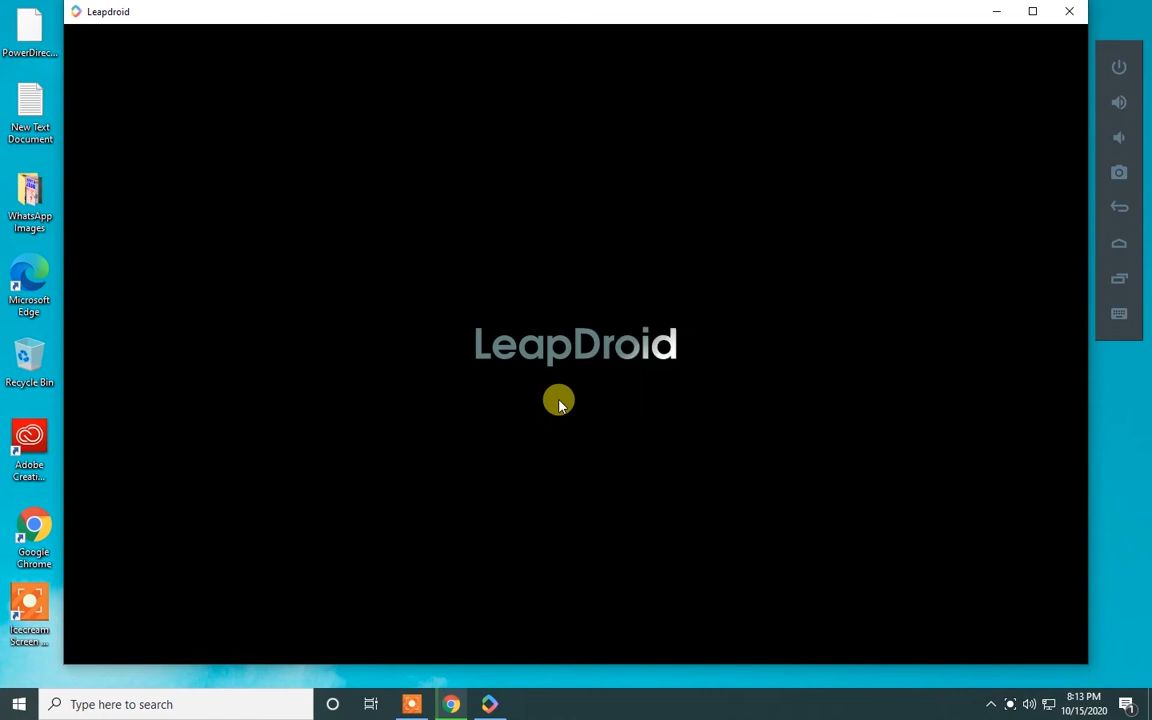 Leapdroid
PowerDirec...
New Text
Document
WhatsApp
Images
Microsoft
Edge
Recycle Bin
Adobe
Creati...
Google
Chrome
Icecream
Screen ...
LeapDroid
Type here to search
8:13 PM
10/15/2020
1